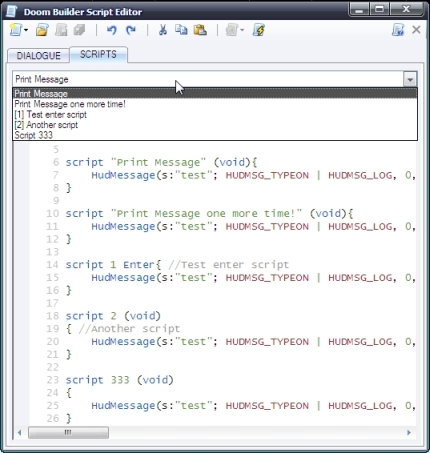 Doom Builder Script Editor
DIALOGUE
SCRIPTS
Print Message
Print Message
Print Message one more time!
[1] Test enter script
[2] Another script
Script 333
5
6 script "Print Message" (void){
7 HudMessage(s:"test"; HUDMSG_TYPEON | HUDMSG_LOG, 0,
8 }
9
10 script "Print Message one more time!" (void){
11 HudMessage(s:"test"; HUDMSG_TYPEON | HUDMSG_LOG, 0,
12 }
13
14 script 1 Enter{ //Test enter script
15 HudMessage(s:"test"; HUDMSG_TYPEON | HUDMSG_LOG, 0,
16 }
17
18 script 2 (void)
19 { //Another script
20 HudMessage(s:"test"; HUDMSG_TYPEON | HUDMSG_LOG, 0,
21 }
22
23 script 333 (void)
24 {
25 HudMessage(s:"test"; HUDMSG_TYPEON | HUDMSG_LOG, 0,
26 }